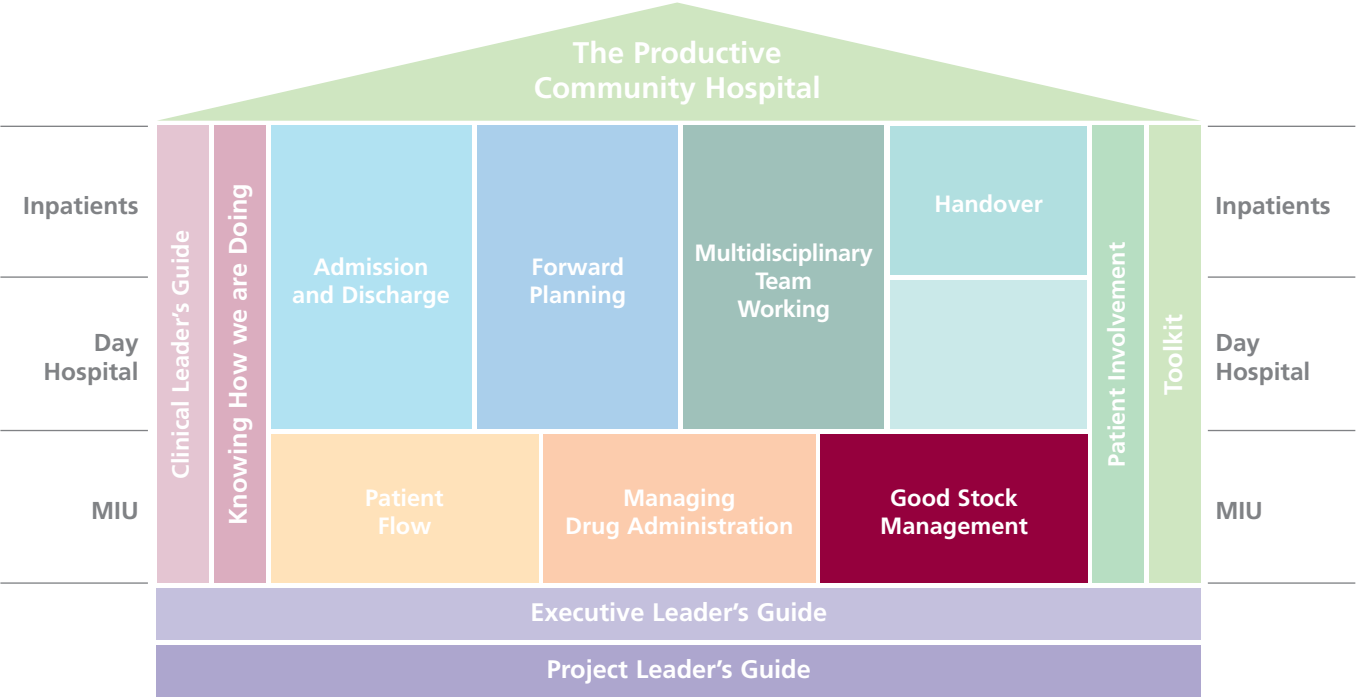 The Productive
Community Hospital
Inpatients
Day
Hospital
MIU
Clinical Leader's Guide
Knowing How we are Doing
Admission
and Discharge
Forward
Planning
Multidisciplinary
Team
Working
Handover
Patient
Flow
Managing
Drug Administration
Good Stock
Management
Patient Involvement
Toolkit
Inpatients
Day
Hospital
MIU
Executive Leader's Guide
Project Leader's Guide